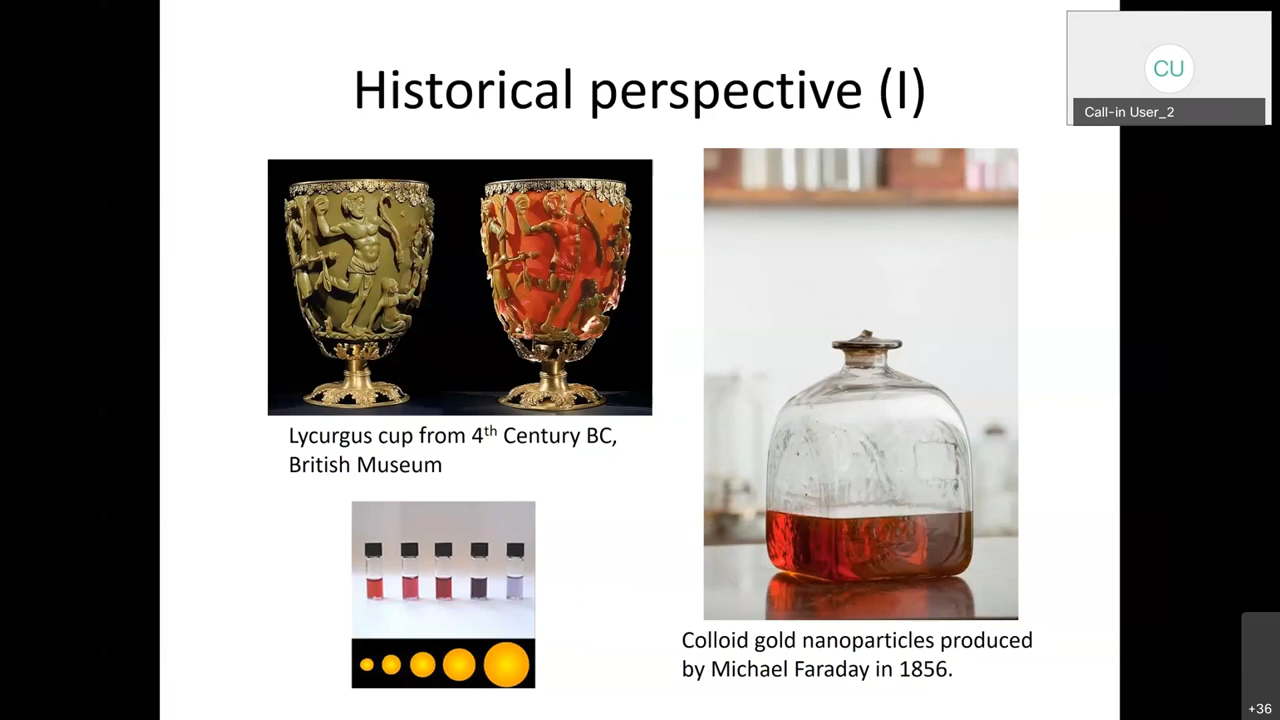 Historical perspective (I)
CU
Call-in User_2
Lycurgus cup from 4th Century BC,
British Museum
Colloid gold nanoparticles produced
by Michael Faraday in 1856.
+36